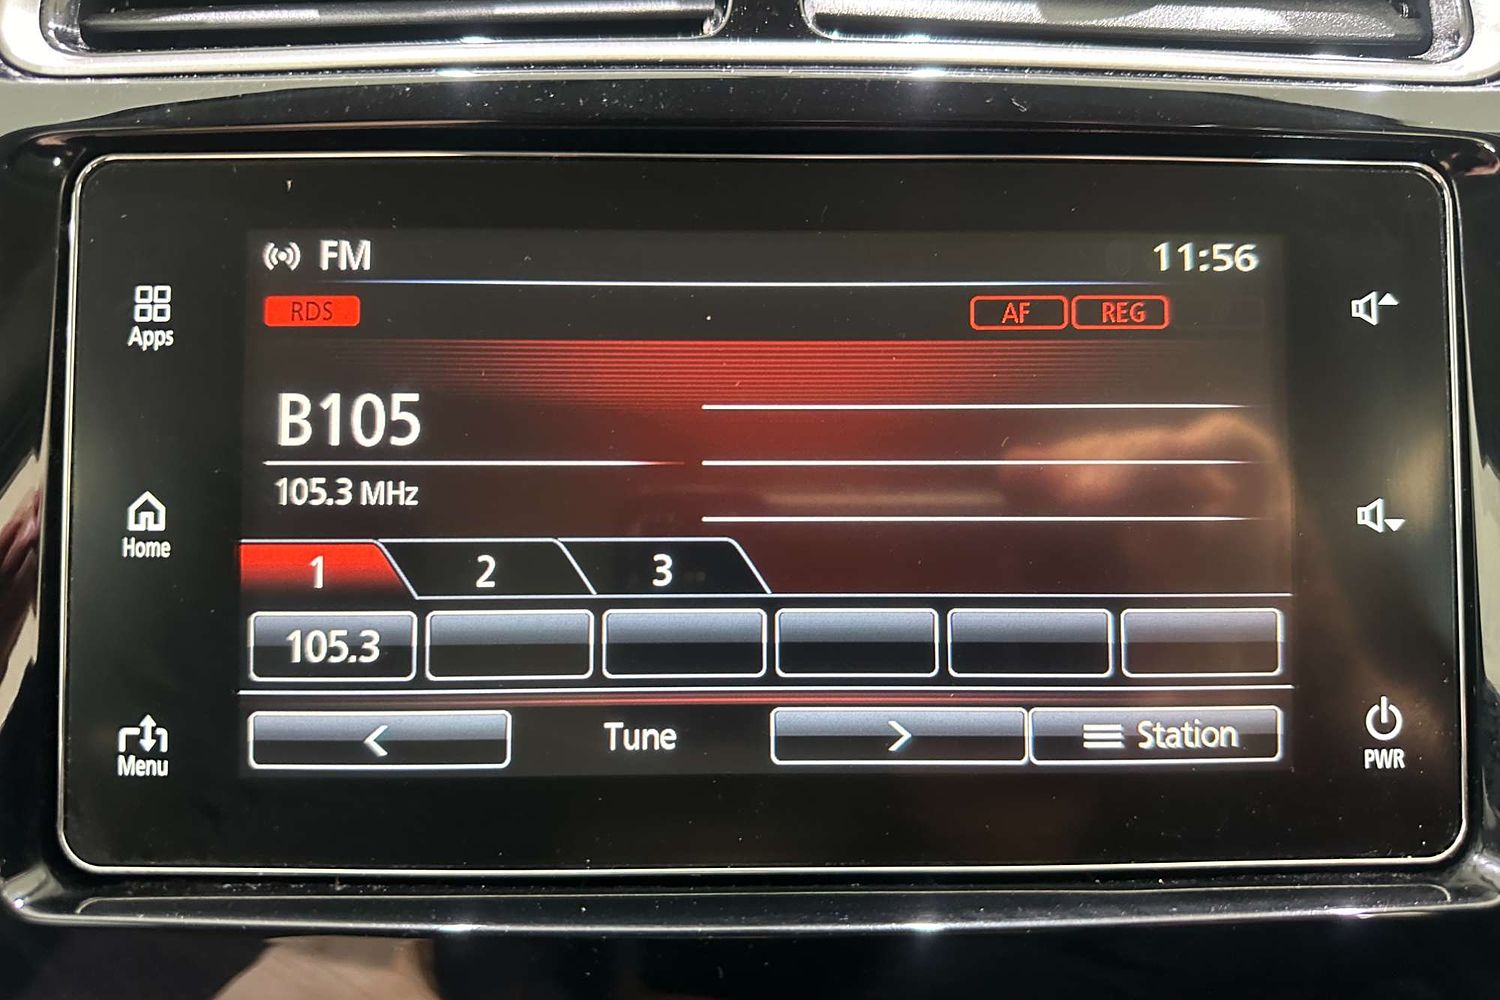 FM 11:56
RDS AF REG
Apps
B105
105.3 MHz
Home
1 2 3
105.3
< Tune > Station
Menu PWR